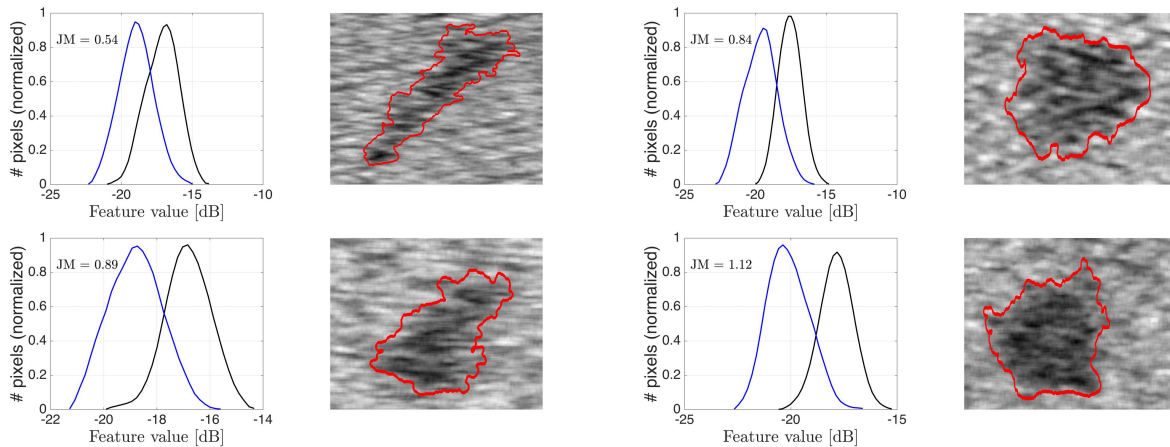 1
0.8
0.6
0.4
0.2
0
# pixels (normalized)
JM = 0.54
-25 -20 -15 -10
Feature value [dB]
1
0.8
0.6
0.4
0.2
0
# pixels (normalized)
JM = 0.84
-25 -20 -15 -10
Feature value [dB]
1
0.8
0.6
0.4
0.2
0
# pixels (normalized)
JM = 0.89
-22 -20 -18 -16 -14
Feature value [dB]
1
0.8
0.6
0.4
0.2
0
# pixels (normalized)
JM = 1.12
-25 -20 -15
Feature value [dB]